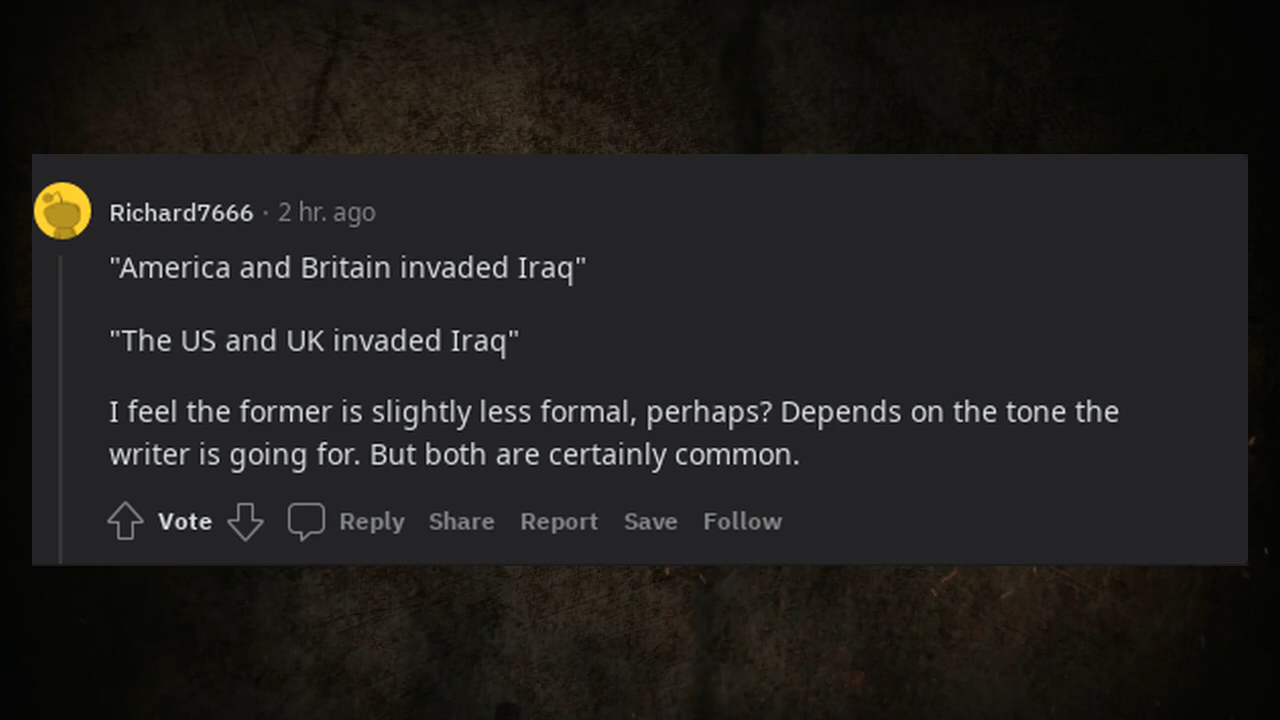 Richard7666 · 2 hr. ago
"America and Britain invaded Iraq"
"The US and UK invaded Iraq"
I feel the former is slightly less formal, perhaps? Depends on the tone the
writer is going for. But both are certainly common.
Vote Reply Share Report Save Follow